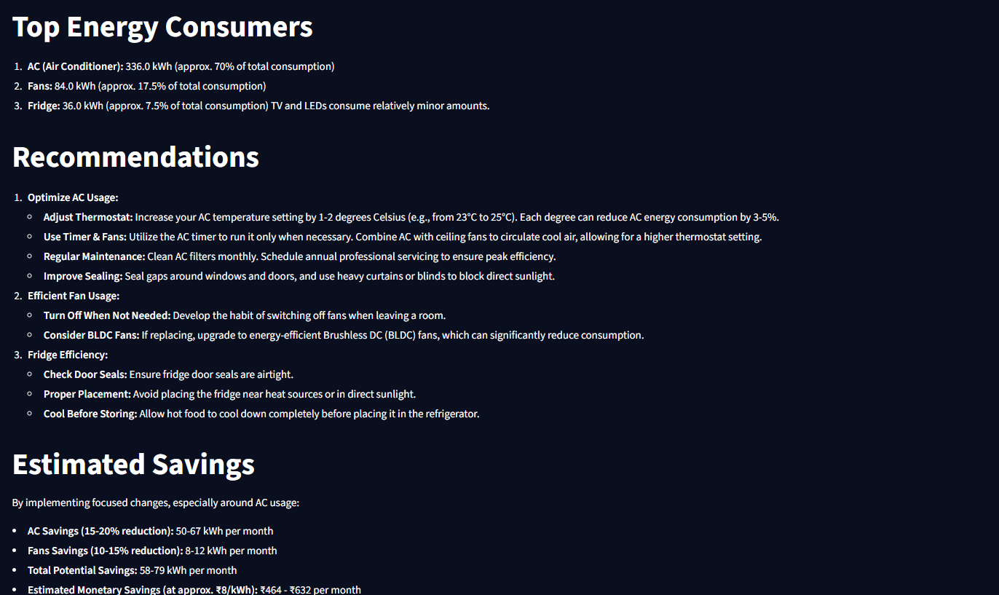 Top Energy Consumers
1. AC (Air Conditioner): 336.0 kWh (approx. 70% of total consumption)
2. Fans: 84.0 kWh (approx. 17.5% of total consumption)
3. Fridge: 36.0 kWh (approx. 7.5% of total consumption) TV and LEDs consume relatively minor amounts.
Recommendations
1. Optimize AC Usage:
○ Adjust Thermostat: Increase your AC temperature setting by 1-2 degrees Celsius (e.g., from 23°C to 25°C). Each degree can reduce AC energy consumption by 3-5%.
○ Use Timer & Fans: Utilize the AC timer to run it only when necessary. Combine AC with ceiling fans to circulate cool air, allowing for a higher thermostat setting.
○ Regular Maintenance: Clean AC filters monthly. Schedule annual professional servicing to ensure peak efficiency.
○ Improve Sealing: Seal gaps around windows and doors, and use heavy curtains or blinds to block direct sunlight.
2. Efficient Fan Usage:
○ Turn Off When Not Needed: Develop the habit of switching off fans when leaving a room.
○ Consider BLDC Fans: If replacing, upgrade to energy-efficient Brushless DC (BLDC) fans, which can significantly reduce consumption.
3. Fridge Efficiency:
○ Check Door Seals: Ensure fridge door seals are airtight.
○ Proper Placement: Avoid placing the fridge near heat sources or in direct sunlight.
○ Cool Before Storing: Allow hot food to cool down completely before placing it in the refrigerator.
Estimated Savings
By implementing focused changes, especially around AC usage:
• AC Savings (15-20% reduction): 50-67 kWh per month
• Fans Savings (10-15% reduction): 8-12 kWh per month
• Total Potential Savings: 58-79 kWh per month
• Estimated Monetary Savings (at approx. ₹8/kWh): ₹464 - ₹632 per month